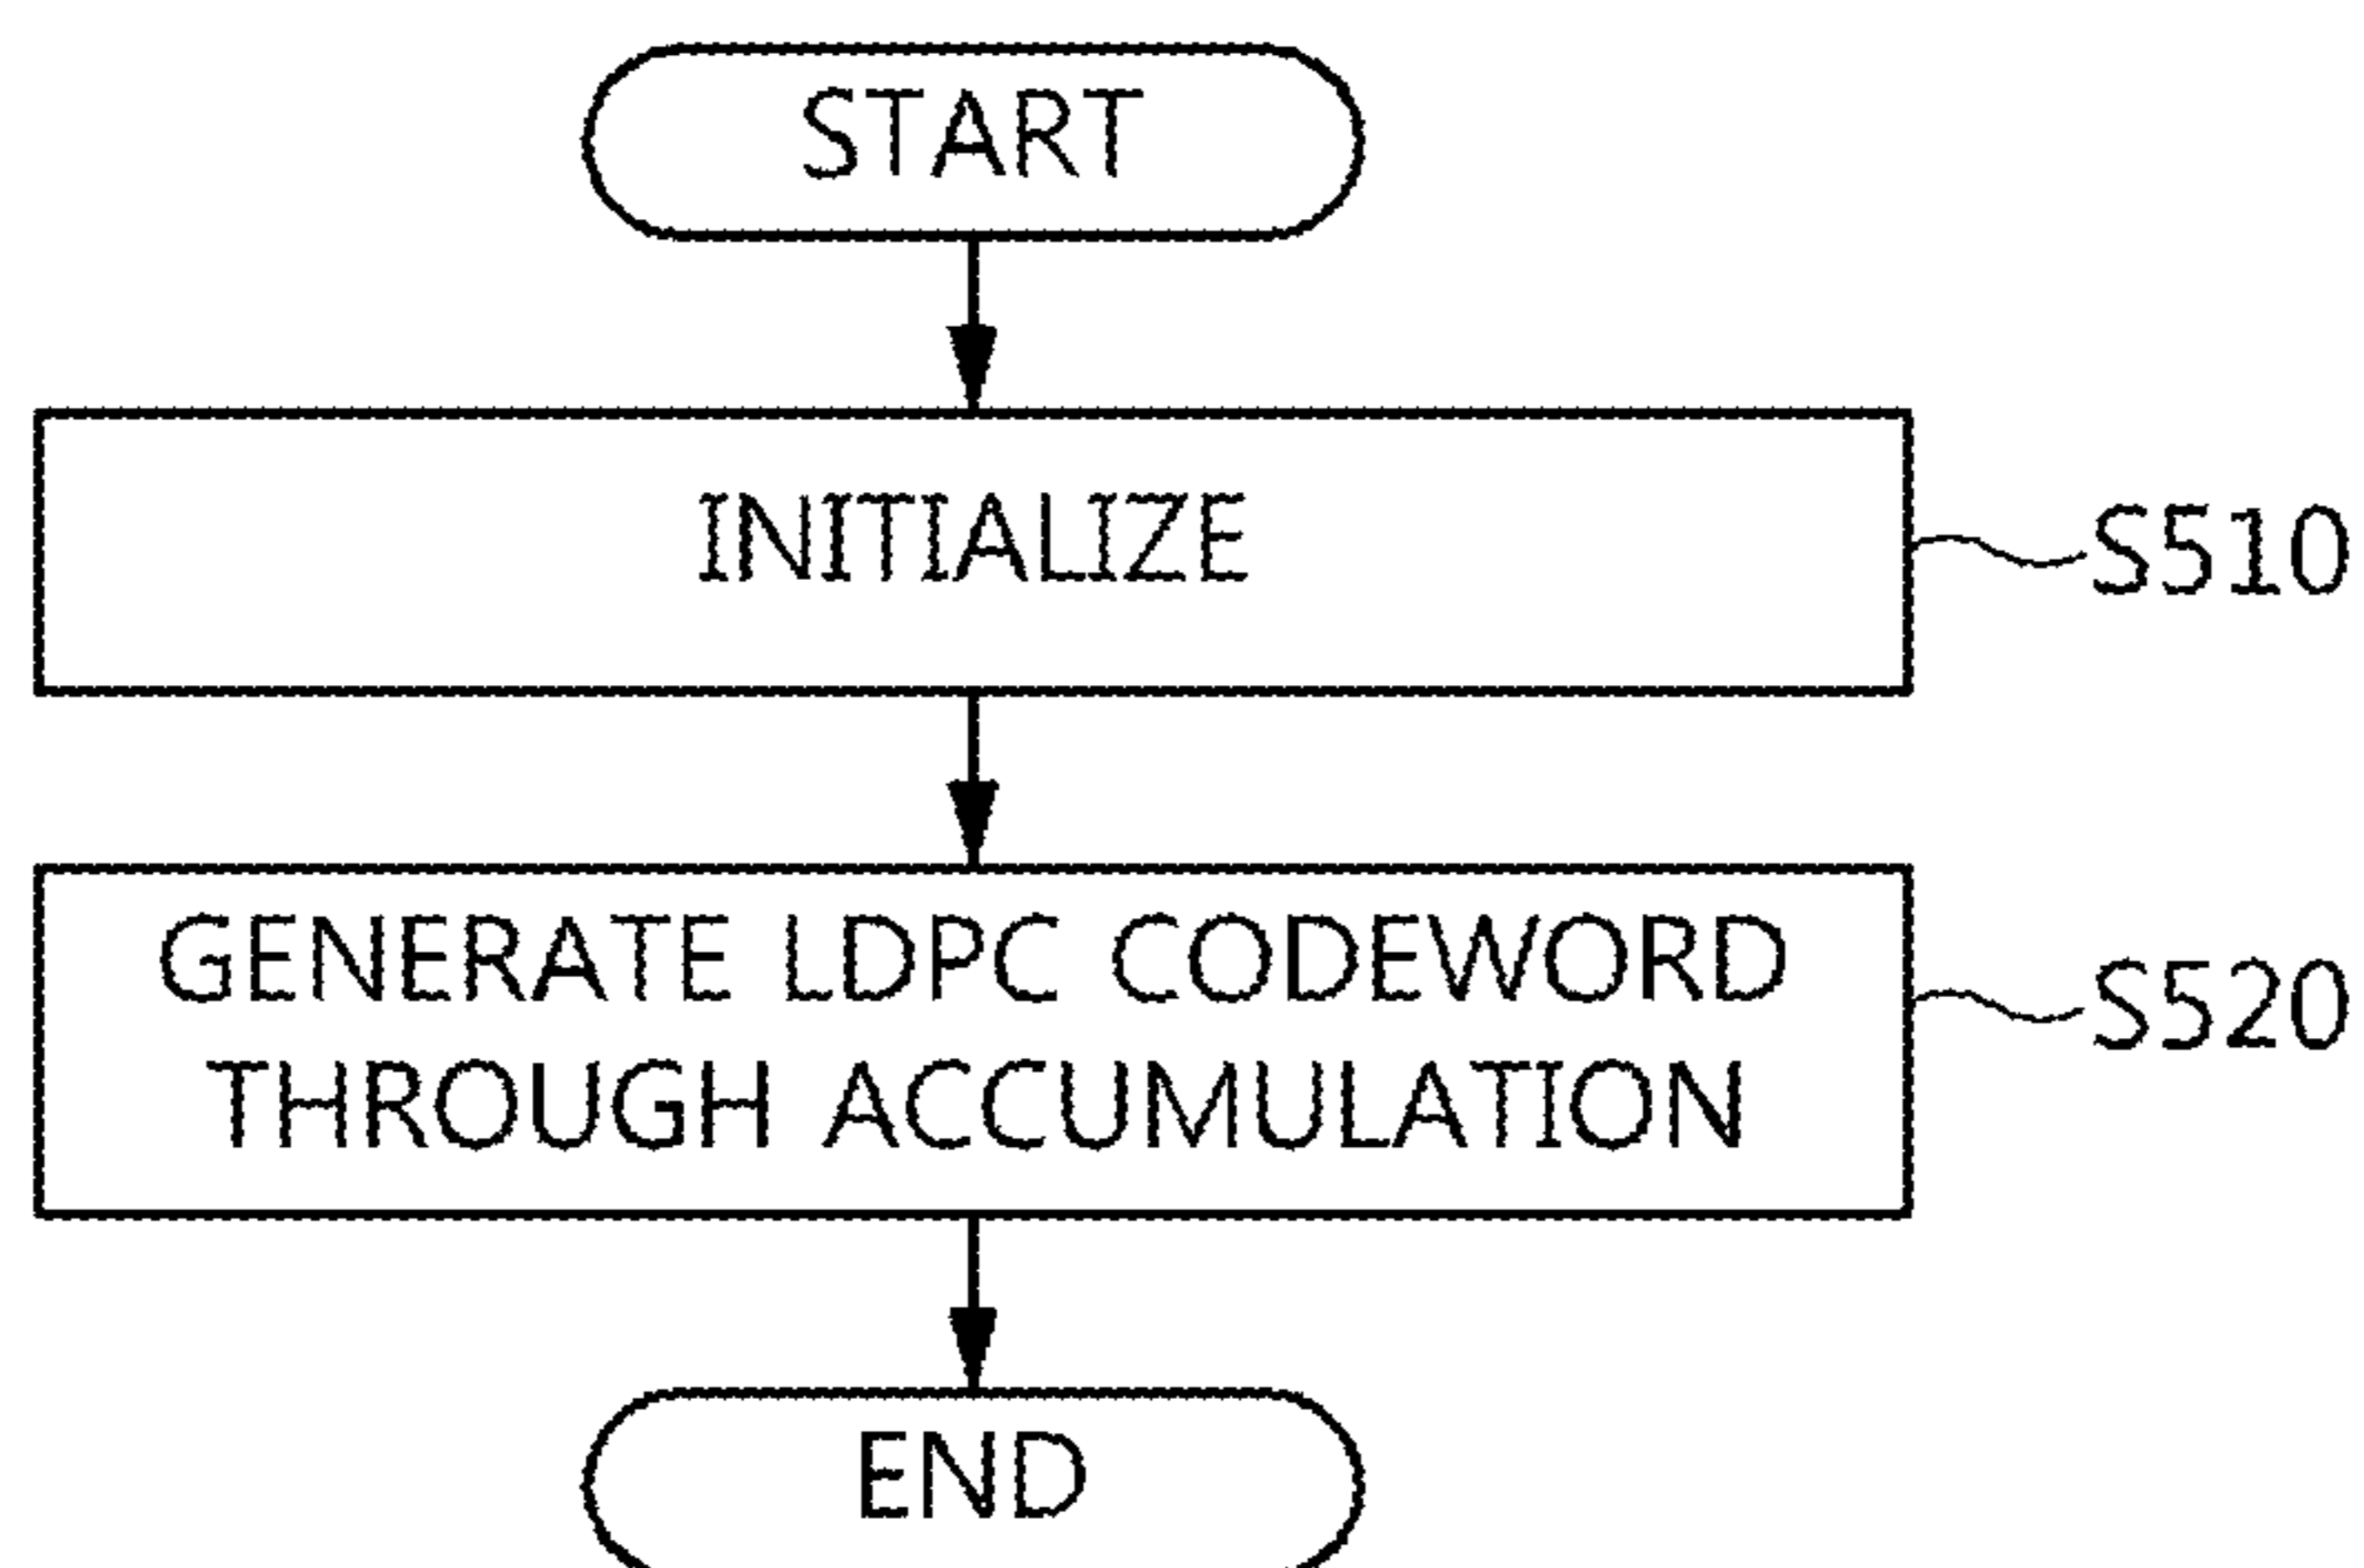 START
INITIALIZE
S510
GENERATE LDPC CODEWORD
THROUGH ACCUMULATION
S520
END